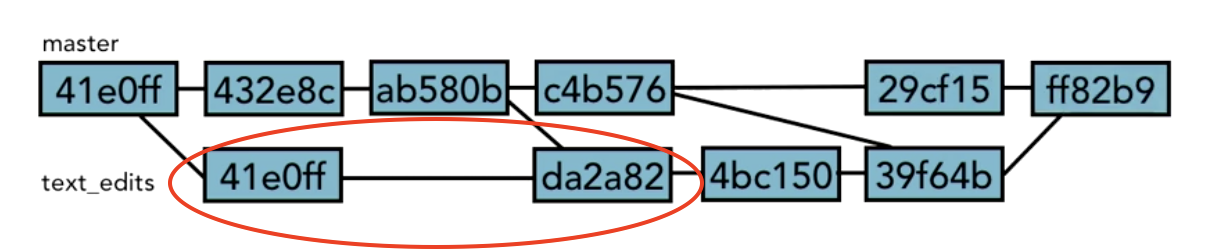 master
41e0ff 432e8c ab580b c4b576 29cf15 ff82b9
text_edits 41e0ff da2a82 4bc150 39f64b